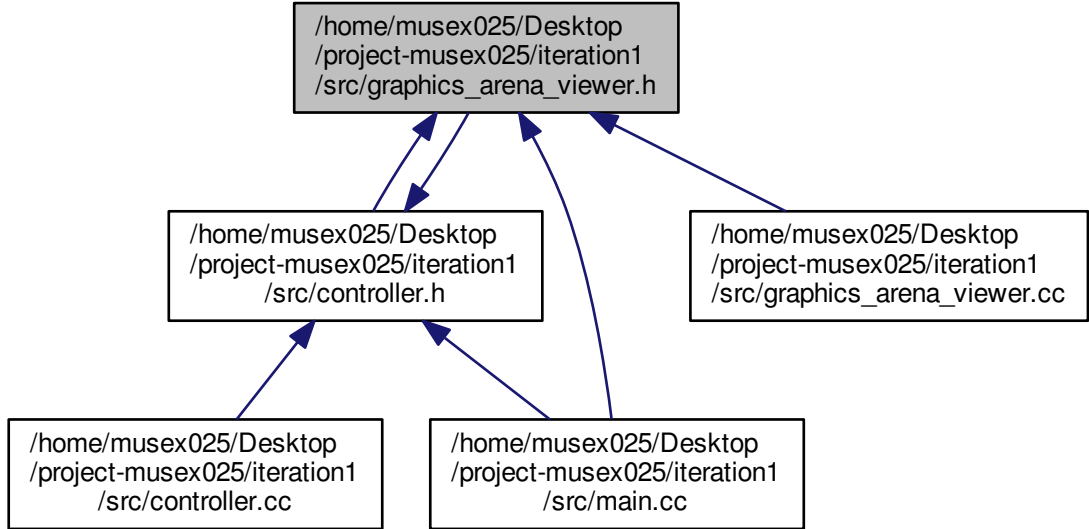 /home/musex025/Desktop
/project-musex025/iteration1
/src/graphics_arena_viewer.h
/home/musex025/Desktop
/project-musex025/iteration1
/src/controller.h
/home/musex025/Desktop
/project-musex025/iteration1
/src/graphics_arena_viewer.cc
/home/musex025/Desktop
/project-musex025/iteration1
/src/controller.cc
/home/musex025/Desktop
/project-musex025/iteration1
/src/main.cc